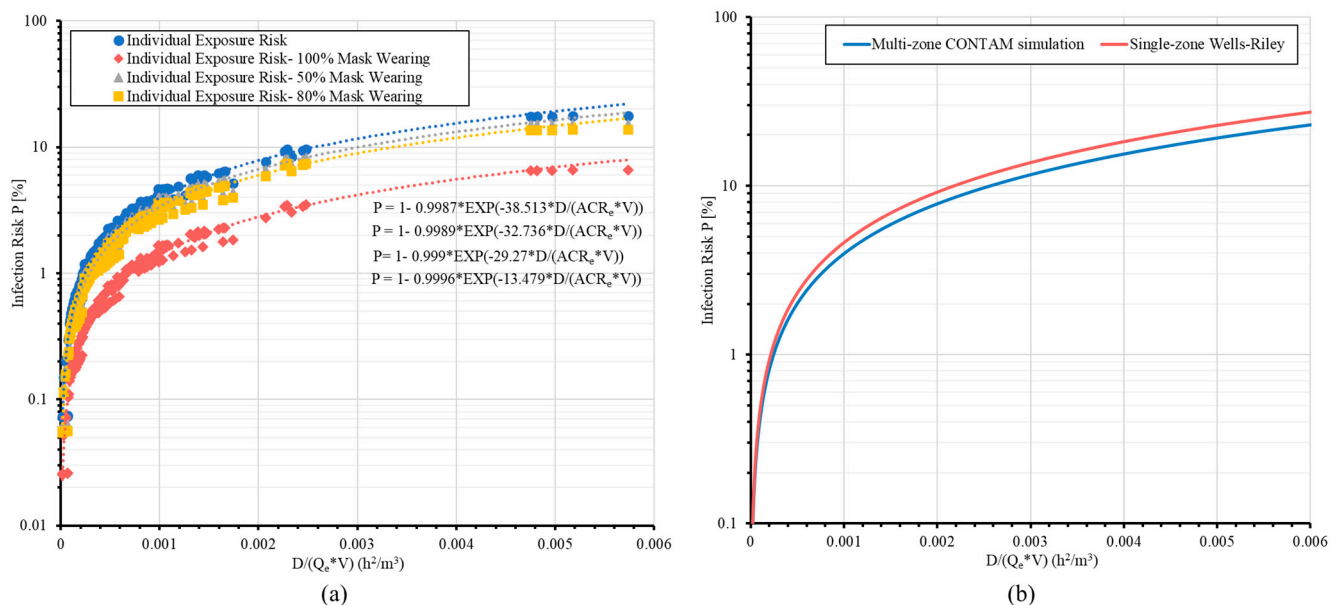 100
10
1
0.1
0.01
Infection Risk P [%]
Individual Exposure Risk
Individual Exposure Risk- 100% Mask Wearing
Individual Exposure Risk- 50% Mask Wearing
Individual Exposure Risk- 80% Mask Wearing
P = 1- 0.9987*EXP(-38.513*D/(ACRₑ*V))
P = 1- 0.9989*EXP(-32.736*D/(ACRₑ*V))
P= 1- 0.999*EXP(-29.27*D/(ACRₑ*V))
P = 1- 0.9996*EXP(-13.479*D/(ACRₑ*V))
0 0.001 0.002 0.003 0.004 0.005 0.006
D/(Qₑ*V) (h²/m³)
(a)
100
10
1
0.1
Infection Risk P [%]
Multi-zone CONTAM simulation Single-zone Wells-Riley
0 0.001 0.002 0.003 0.004 0.005 0.006
D/(Qₑ*V) (h²/m³)
(b)